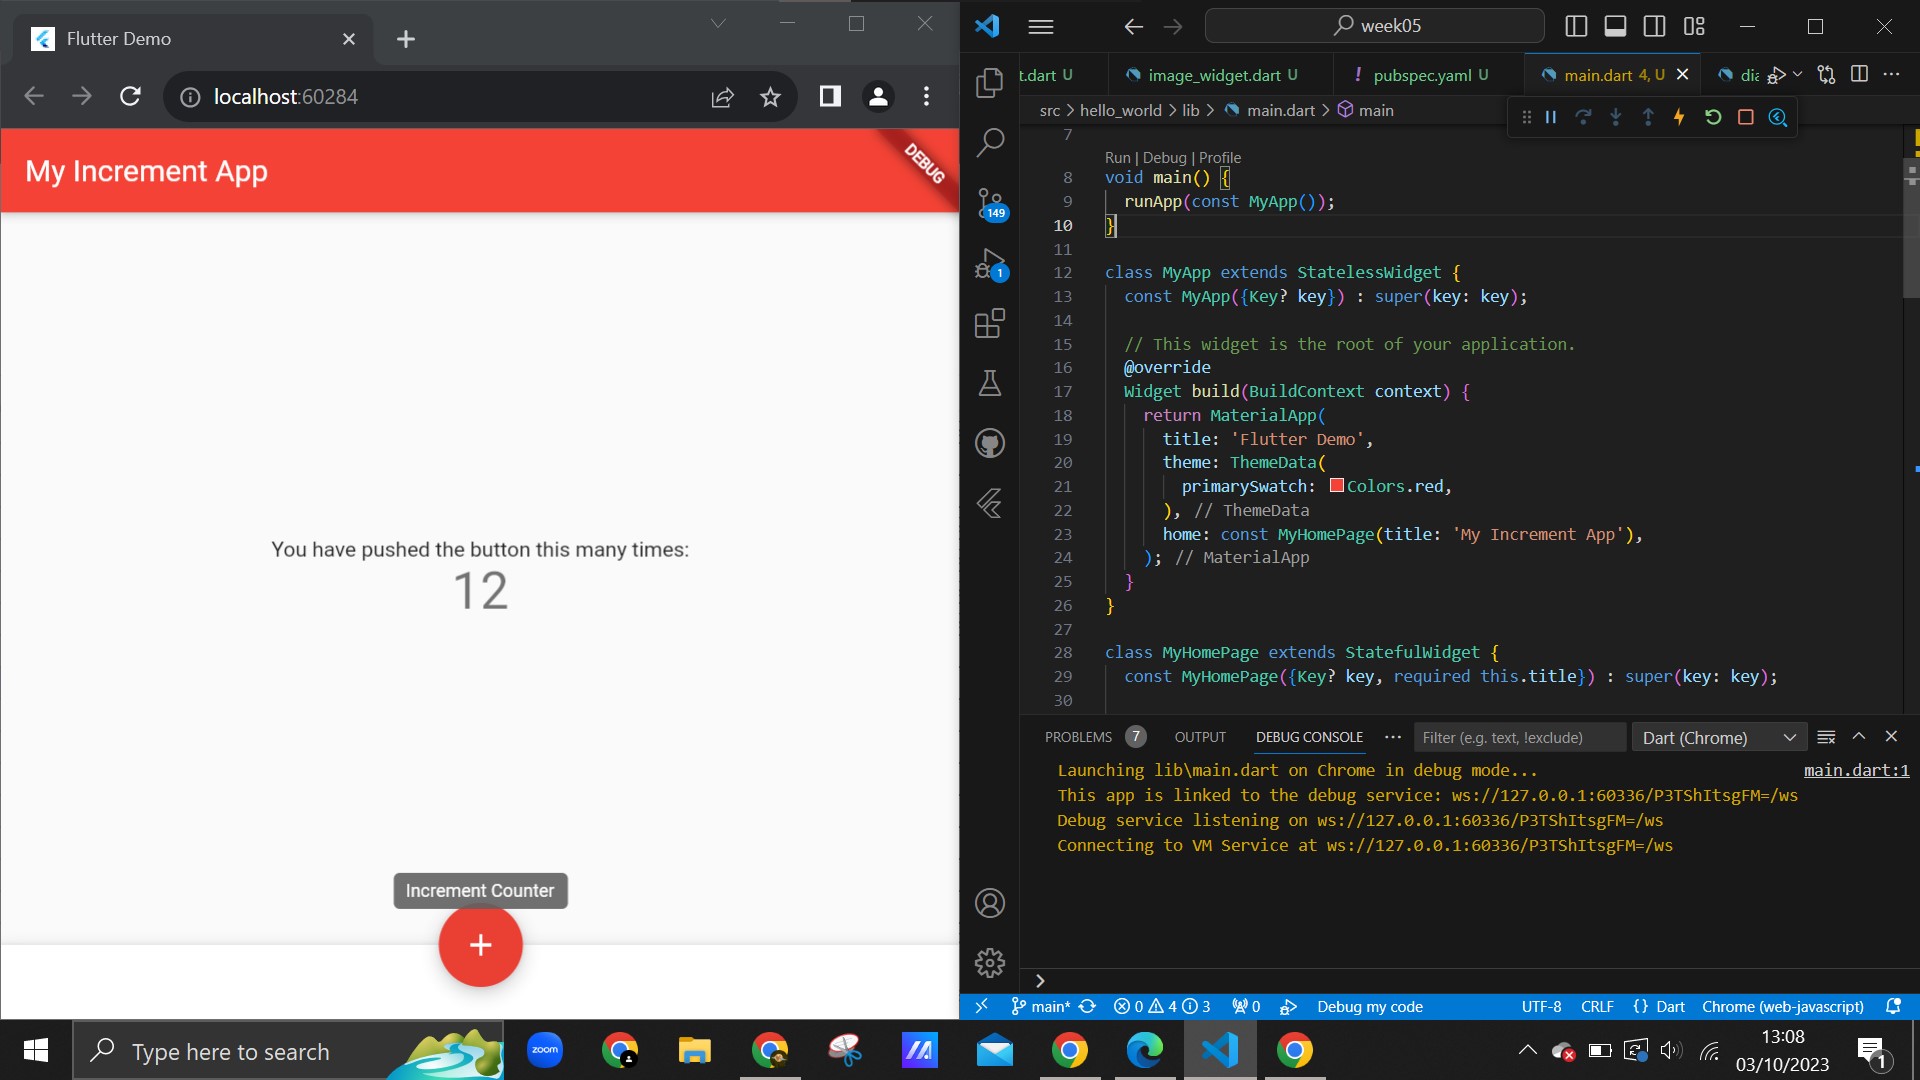 Flutter Demo
localhost:60284
My Increment App
DEBUG
You have pushed the button this many times:
12
Increment Counter
week05
t.dart U
image_widget.dart U
! pubspec.yaml U
main.dart 4, U
dia
src > hello_world > lib > main.dart > main
149
1
7
Run | Debug | Profile
8 void main() {
9 runApp(const MyApp());
10 }
11
12 class MyApp extends StatelessWidget {
13 const MyApp({Key? key}) : super(key: key);
14
15 // This widget is the root of your application.
16 @override
17 Widget build(BuildContext context) {
18 return MaterialApp(
19 title: 'Flutter Demo',
20 theme: ThemeData(
21 primarySwatch: Colors.red,
22 ), // ThemeData
23 home: const MyHomePage(title: 'My Increment App'),
24 ); // MaterialApp
25 }
26 }
27
28 class MyHomePage extends StatefulWidget {
29 const MyHomePage({Key? key, required this.title}) : super(key: key);
30
PROBLEMS 7 OUTPUT DEBUG CONSOLE ... Filter (e.g. text, !exclude) Dart (Chrome)
Launching lib\main.dart on Chrome in debug mode... main.dart:1
This app is linked to the debug service: ws://127.0.0.1:60336/P3TShItsgFM=/ws
Debug service listening on ws://127.0.0.1:60336/P3TShItsgFM=/ws
Connecting to VM Service at ws://127.0.0.1:60336/P3TShItsgFM=/ws
>
main* 0 4 3 0 Debug my code UTF-8 CRLF {} Dart Chrome (web-javascript)
Type here to search
zoom
13:08
03/10/2023
1